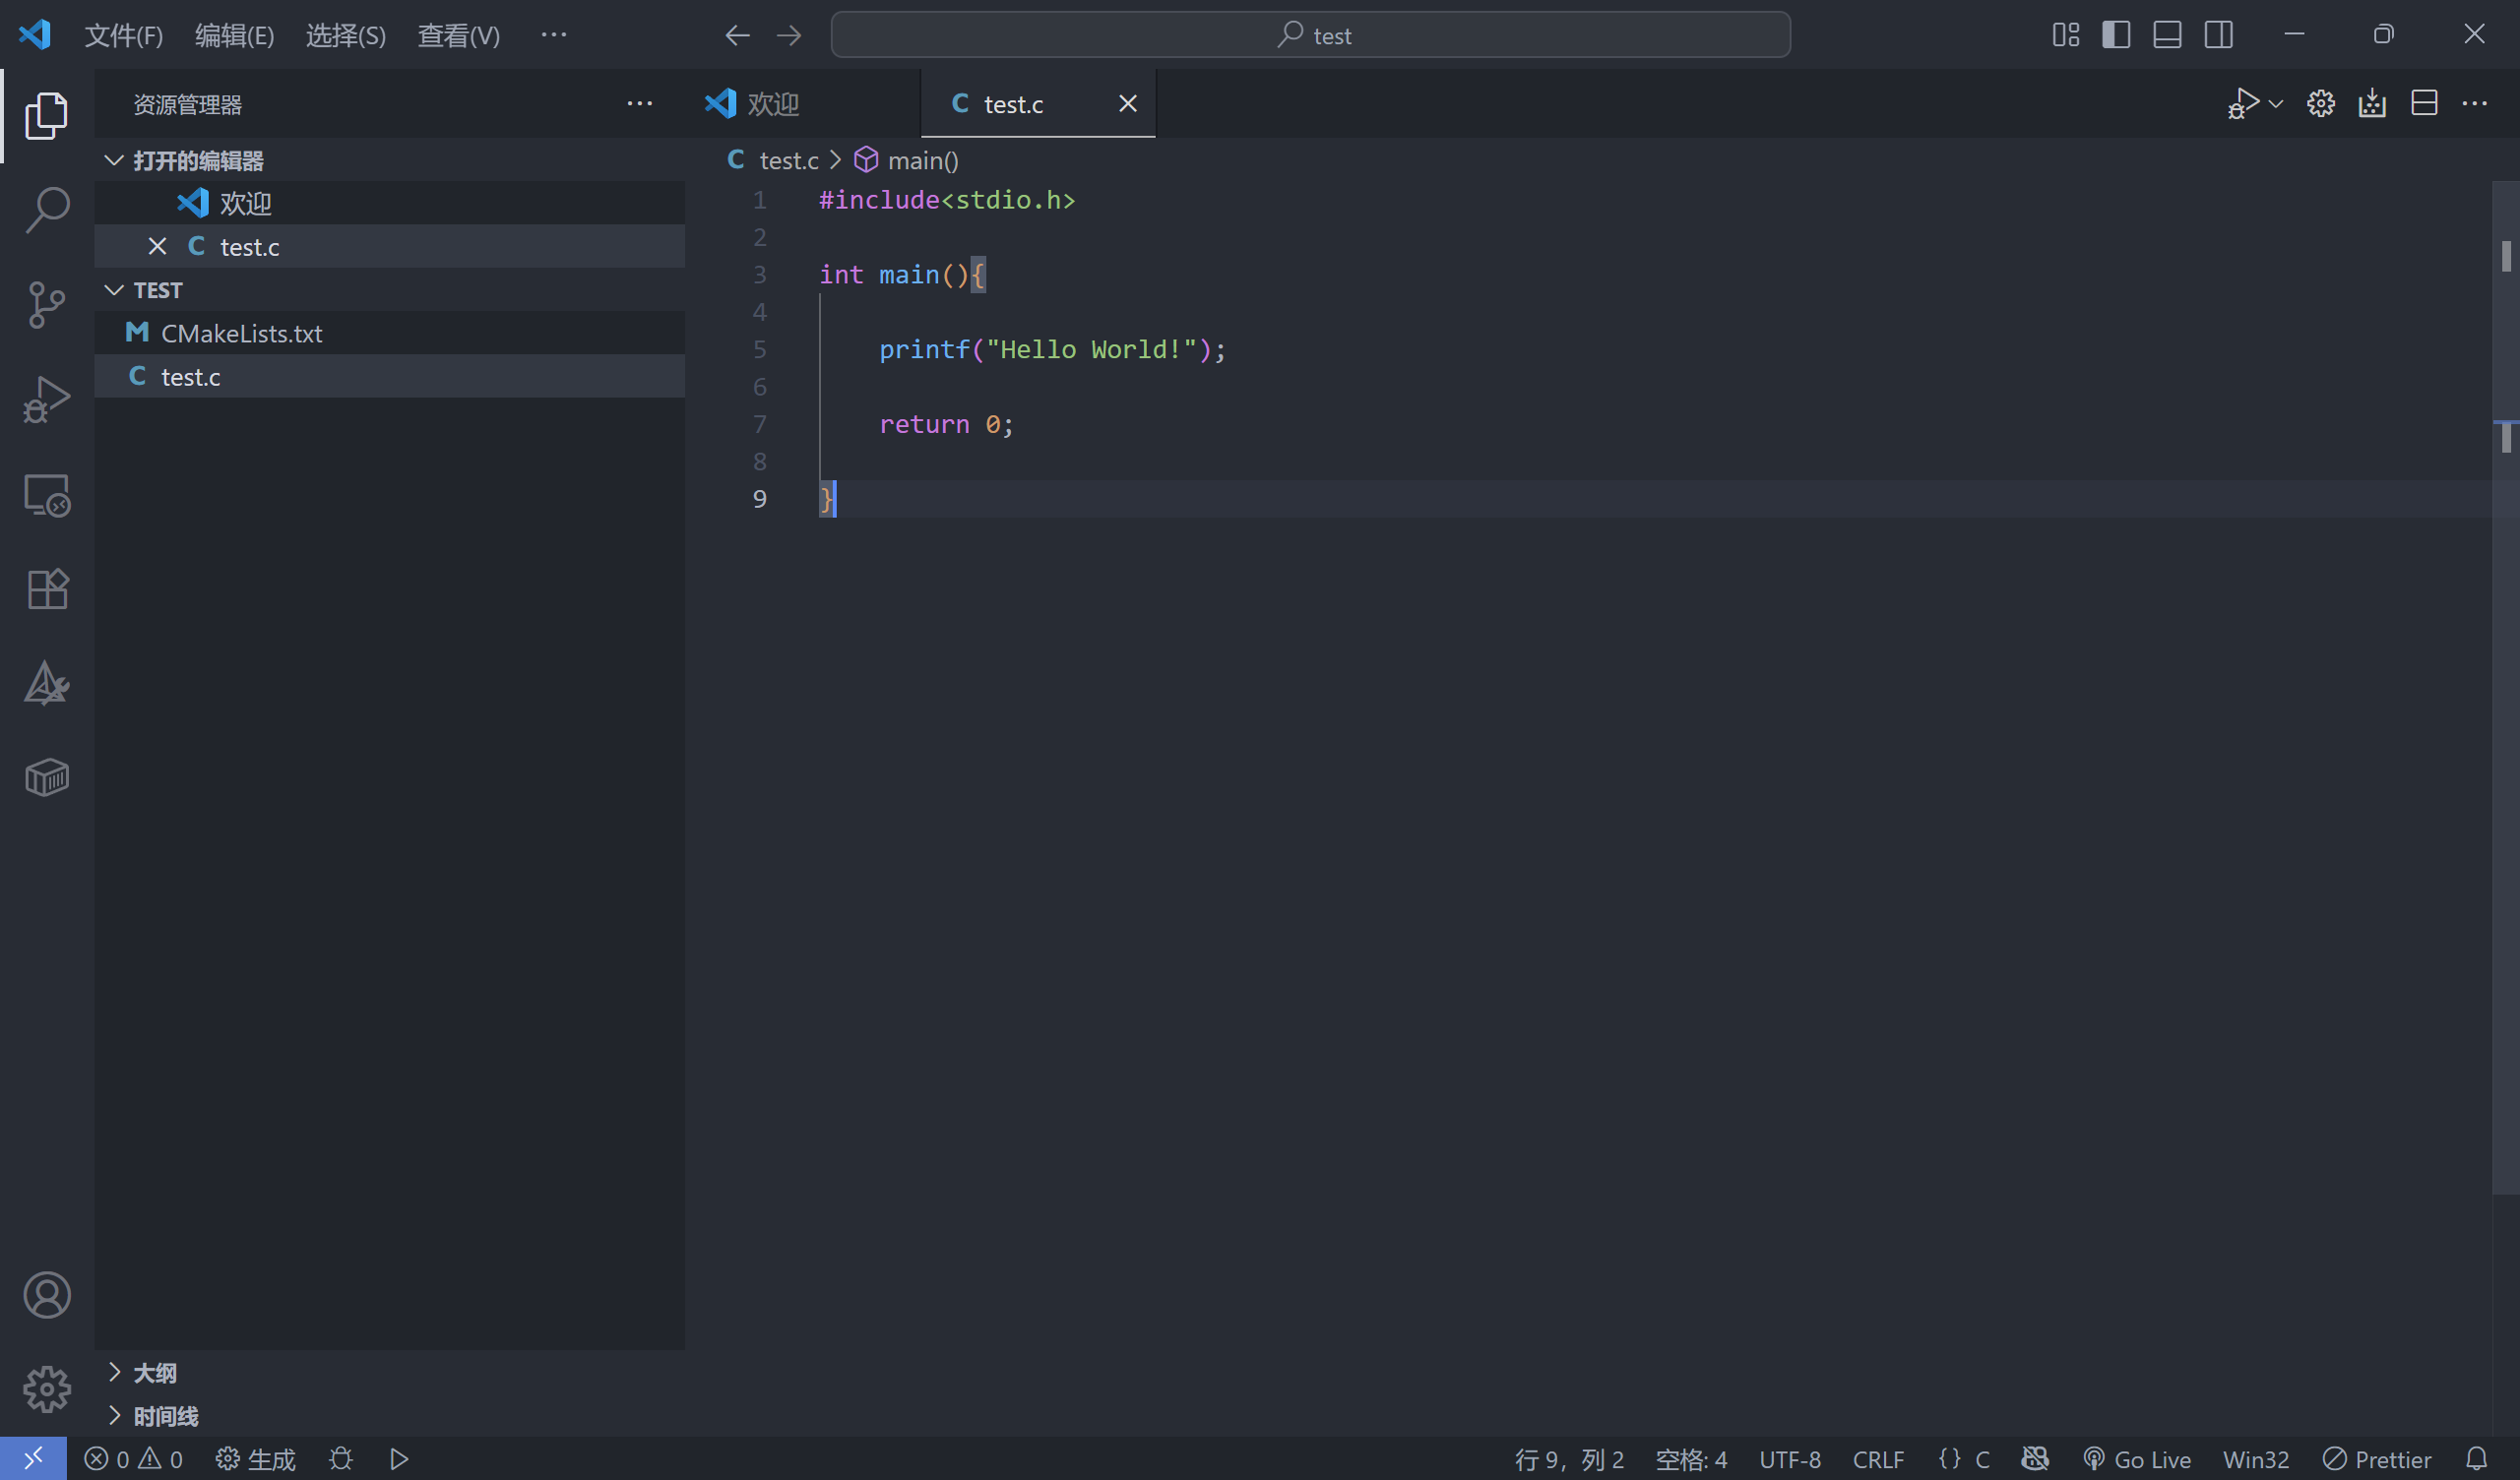 文件(F) 编辑(E) 选择(S) 查看(V) ··· test
资源管理器 ···
打开的编辑器
欢迎
C test.c
TEST
M CMakeLists.txt
C test.c
大纲
时间线
欢迎 C test.c
C test.c > main()
1 #include<stdio.h>
2
3 int main(){
4
5     printf("Hello World!");
6
7     return 0;
8
9 }
0 0 生成 行 9，列 2 空格: 4 UTF-8 CRLF {} C Go Live Win32 Prettier